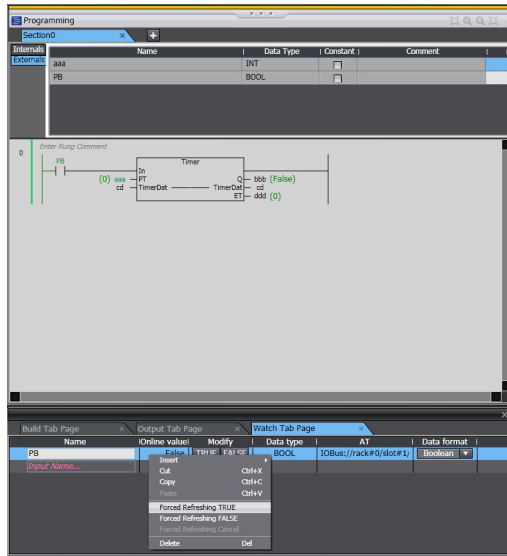 Programming
Section0
Internals
Externals
Name Data Type Constant Comment
aaa INT
PB BOOL
0 Enter Rung Comment
PB Timer
In
(0) aaa PT Q bbb (False)
cd TimerDat TimerDat cd
ET ddd (0)
Build Tab Page Output Tab Page Watch Tab Page
Name Online value Modify Data type AT Data format
PB False TRUE FALSE BOOL IOBus://rack#0/slot#1/ Boolean
Input Name...
Insert
Cut Ctrl+X
Copy Ctrl+C
Paste Ctrl+V
Forced Refreshing TRUE
Forced Refreshing FALSE
Forced Refreshing Cancel
Delete Del